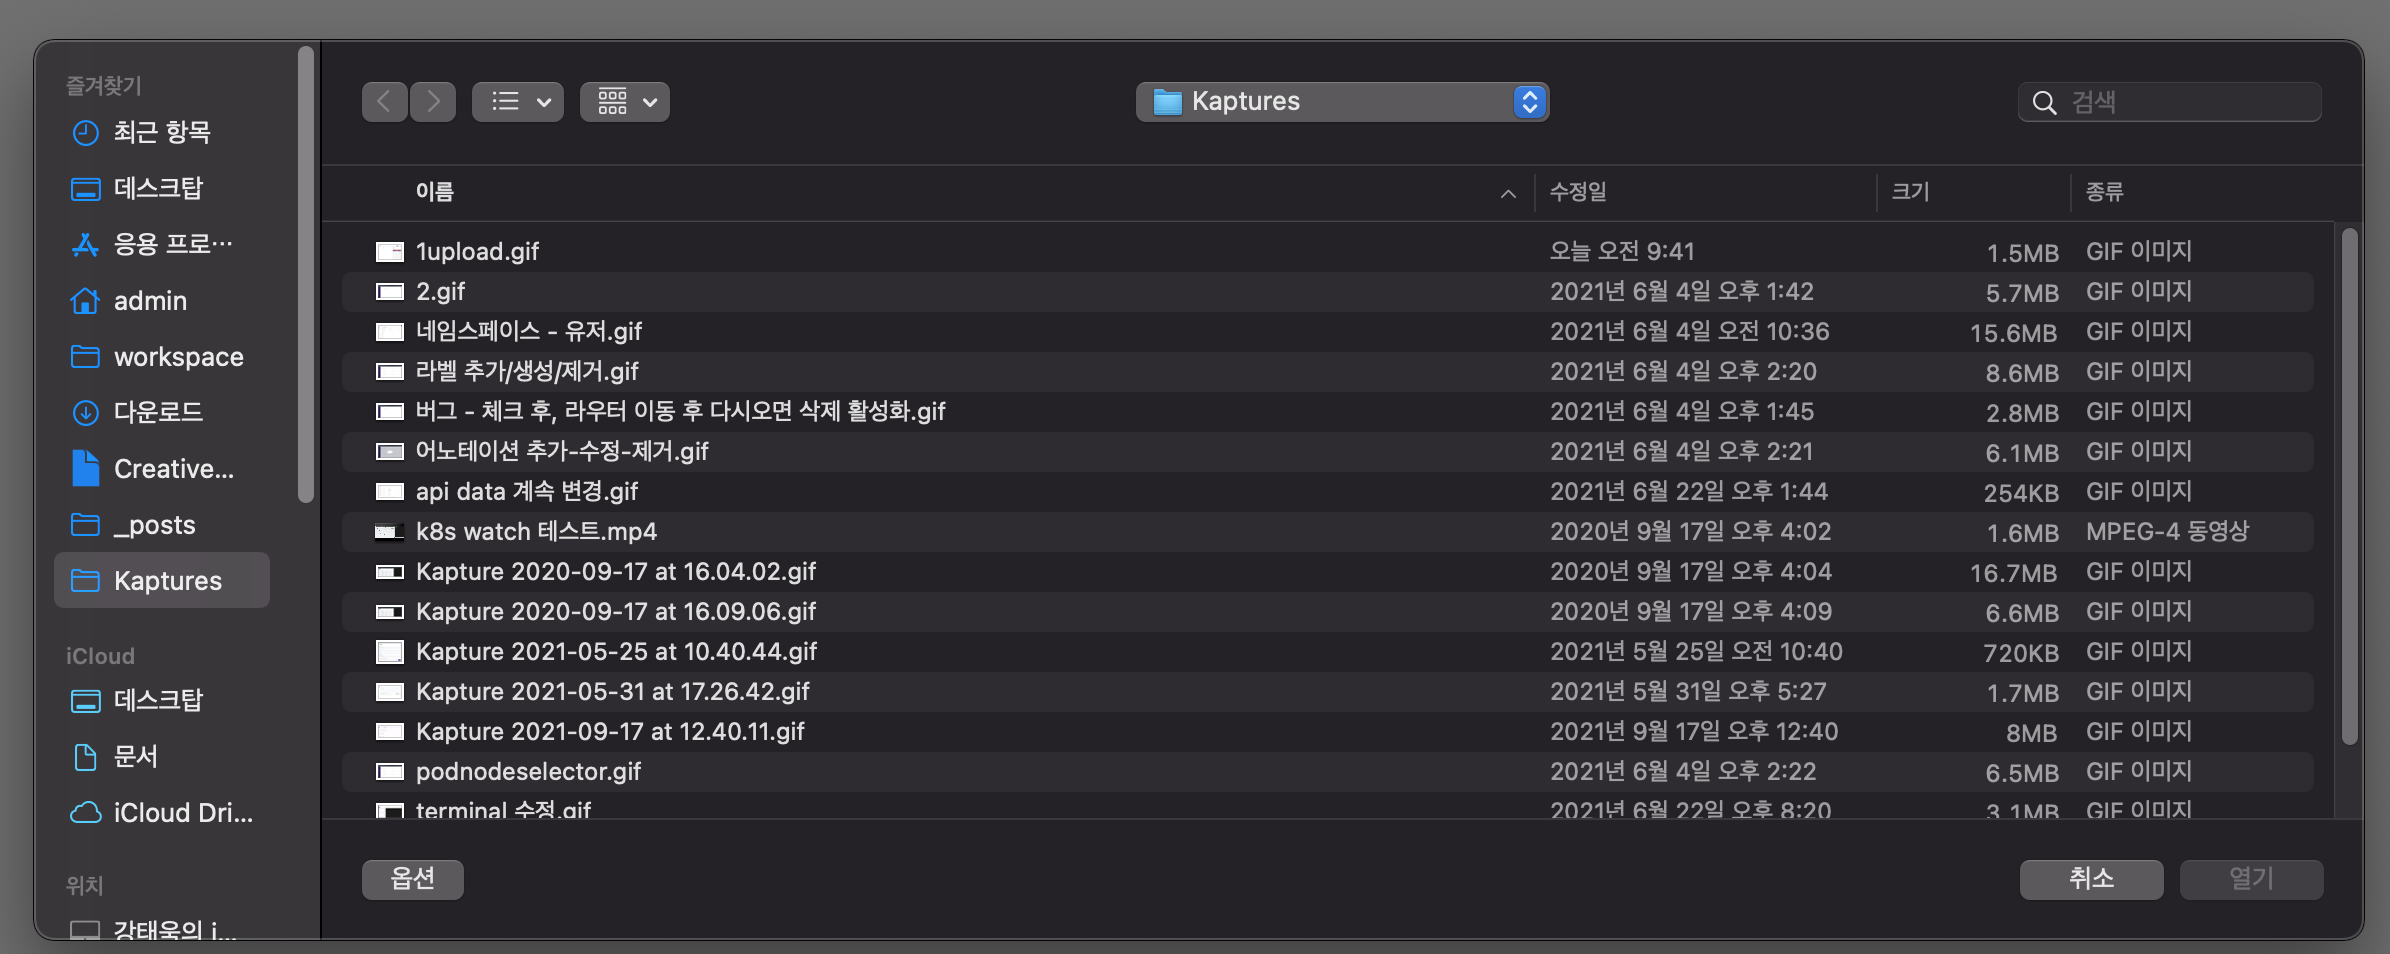 즐겨찾기
최근 항목
데스크탑
응용 프로…
admin
workspace
다운로드
Creative...
_posts
Kaptures
iCloud
데스크탑
문서
iCloud Dri...
위치
강태욱의 i...
Kaptures
검색
이름 수정일 크기 종류
1upload.gif 오늘 오전 9:41 1.5MB GIF 이미지
2.gif 2021년 6월 4일 오후 1:42 5.7MB GIF 이미지
네임스페이스 - 유저.gif 2021년 6월 4일 오전 10:36 15.6MB GIF 이미지
라벨 추가/생성/제거.gif 2021년 6월 4일 오후 2:20 8.6MB GIF 이미지
버그 - 체크 후, 라우터 이동 후 다시오면 삭제 활성화.gif 2021년 6월 4일 오후 1:45 2.8MB GIF 이미지
어노테이션 추가-수정-제거.gif 2021년 6월 4일 오후 2:21 6.1MB GIF 이미지
api data 계속 변경.gif 2021년 6월 22일 오후 1:44 254KB GIF 이미지
k8s watch 테스트.mp4 2020년 9월 17일 오후 4:02 1.6MB MPEG-4 동영상
Kapture 2020-09-17 at 16.04.02.gif 2020년 9월 17일 오후 4:04 16.7MB GIF 이미지
Kapture 2020-09-17 at 16.09.06.gif 2020년 9월 17일 오후 4:09 6.6MB GIF 이미지
Kapture 2021-05-25 at 10.40.44.gif 2021년 5월 25일 오전 10:40 720KB GIF 이미지
Kapture 2021-05-31 at 17.26.42.gif 2021년 5월 31일 오후 5:27 1.7MB GIF 이미지
Kapture 2021-09-17 at 12.40.11.gif 2021년 9월 17일 오후 12:40 8MB GIF 이미지
podnodeselector.gif 2021년 6월 4일 오후 2:22 6.5MB GIF 이미지
terminal 수정.gif 2021년 6월 22일 오후 8:20 3.1MB GIF 이미지
옵션 취소 열기